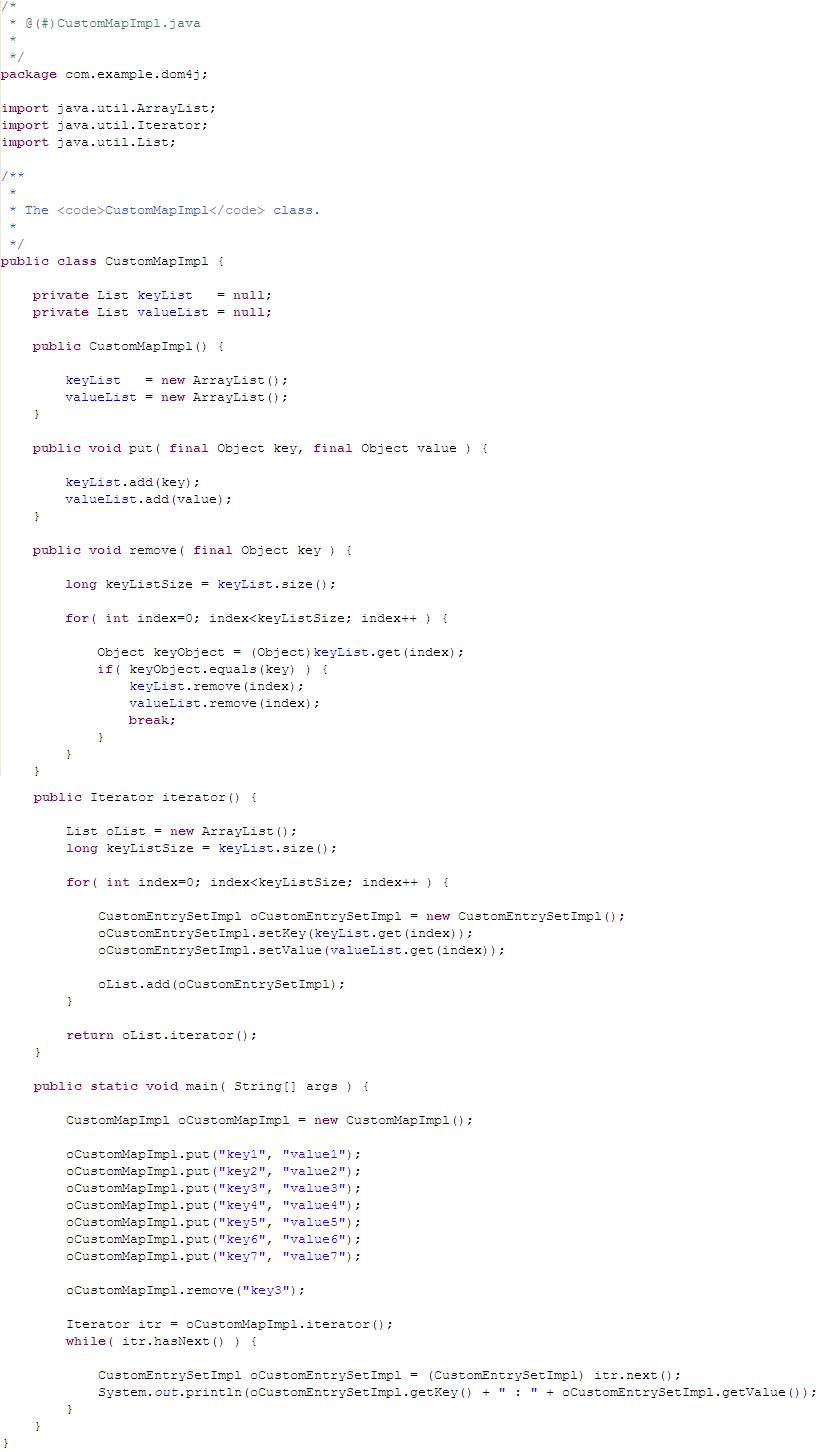 /*
 * @(#)CustomMapImpl.java
 *
 */
package com.example.dom4j;

import java.util.ArrayList;
import java.util.Iterator;
import java.util.List;

/**
 *
 * The <code>CustomMapImpl</code> class.
 *
 */
public class CustomMapImpl {

    private List keyList   = null;
    private List valueList = null;

    public CustomMapImpl() {

        keyList   = new ArrayList();
        valueList = new ArrayList();
    }

    public void put( final Object key, final Object value ) {

        keyList.add(key);
        valueList.add(value);
    }

    public void remove( final Object key ) {

        long keyListSize = keyList.size();

        for( int index=0; index<keyListSize; index++ ) {

            Object keyObject = (Object)keyList.get(index);
            if( keyObject.equals(key) ) {
                keyList.remove(index);
                valueList.remove(index);
                break;
            }
        }
    }
    public Iterator iterator() {

        List oList = new ArrayList();
        long keyListSize = keyList.size();

        for( int index=0; index<keyListSize; index++ ) {

            CustomEntrySetImpl oCustomEntrySetImpl = new CustomEntrySetImpl();
            oCustomEntrySetImpl.setKey(keyList.get(index));
            oCustomEntrySetImpl.setValue(valueList.get(index));

            oList.add(oCustomEntrySetImpl);
        }

        return oList.iterator();
    }

    public static void main( String[] args ) {

        CustomMapImpl oCustomMapImpl = new CustomMapImpl();

        oCustomMapImpl.put("key1", "value1");
        oCustomMapImpl.put("key2", "value2");
        oCustomMapImpl.put("key3", "value3");
        oCustomMapImpl.put("key4", "value4");
        oCustomMapImpl.put("key5", "value5");
        oCustomMapImpl.put("key6", "value6");
        oCustomMapImpl.put("key7", "value7");

        oCustomMapImpl.remove("key3");

        Iterator itr = oCustomMapImpl.iterator();
        while( itr.hasNext() ) {

            CustomEntrySetImpl oCustomEntrySetImpl = (CustomEntrySetImpl) itr.next();
            System.out.println(oCustomEntrySetImpl.getKey() + " : " + oCustomEntrySetImpl.getValue());
        }
    }
}